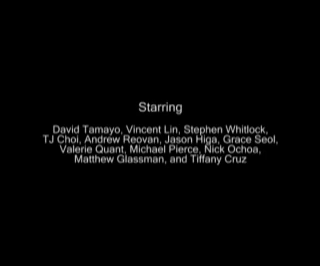 Starring
David Tamayo, Vincent Lin, Stephen Whitlock,
TJ Choi, Andrew Reovan, Jason Higa, Grace Seol,
Valerie Quant, Michael Pierce, Nick Ochoa,
Matthew Glassman, and Tiffany Cruz